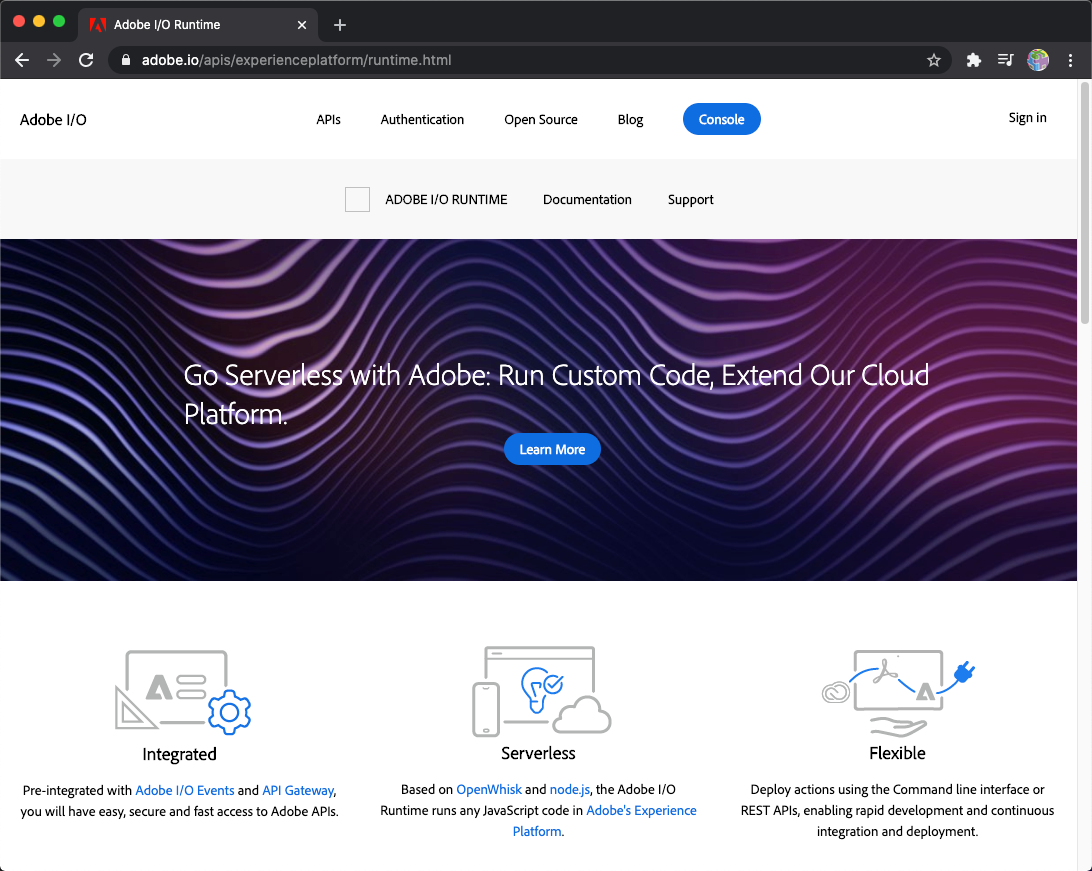 Adobe I/O Runtime
adobe.io/apis/experienceplatform/runtime.html
Adobe I/O APIs Authentication Open Source Blog Console Sign in
ADOBE I/O RUNTIME Documentation Support
Go Serverless with Adobe: Run Custom Code, Extend Our Cloud
Platform.
Learn More
Integrated
Pre-integrated with Adobe I/O Events and API Gateway,
you will have easy, secure and fast access to Adobe APIs.
Serverless
Based on OpenWhisk and node.js, the Adobe I/O
Runtime runs any JavaScript code in Adobe's Experience
Platform.
Flexible
Deploy actions using the Command line interface or
REST APIs, enabling rapid development and continuous
integration and deployment.